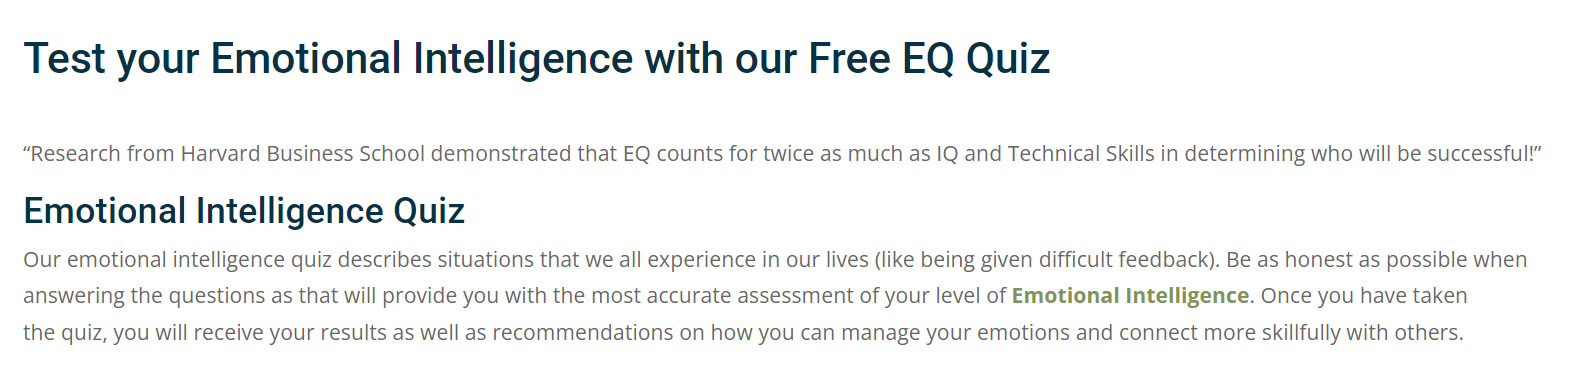 Test your Emotional Intelligence with our Free EQ Quiz
“Research from Harvard Business School demonstrated that EQ counts for twice as much as IQ and Technical Skills in determining who will be successful!”
Emotional Intelligence Quiz
Our emotional intelligence quiz describes situations that we all experience in our lives (like being given difficult feedback). Be as honest as possible when
answering the questions as that will provide you with the most accurate assessment of your level of Emotional Intelligence. Once you have taken
the quiz, you will receive your results as well as recommendations on how you can manage your emotions and connect more skillfully with others.